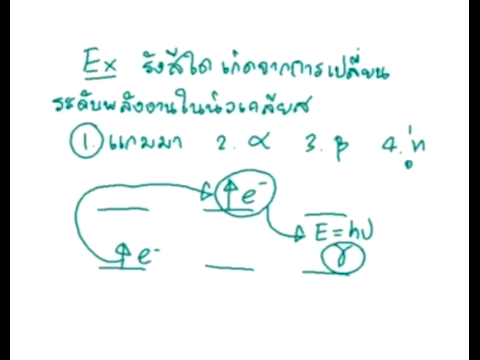 Ex รังสีใด เกิดจากการเปลี่ยน
ระดับพลังงานในนิวเคลียส
1. แกมมา 2. α 3. β 4. n
e⁻
E = hυ
e⁻
γ